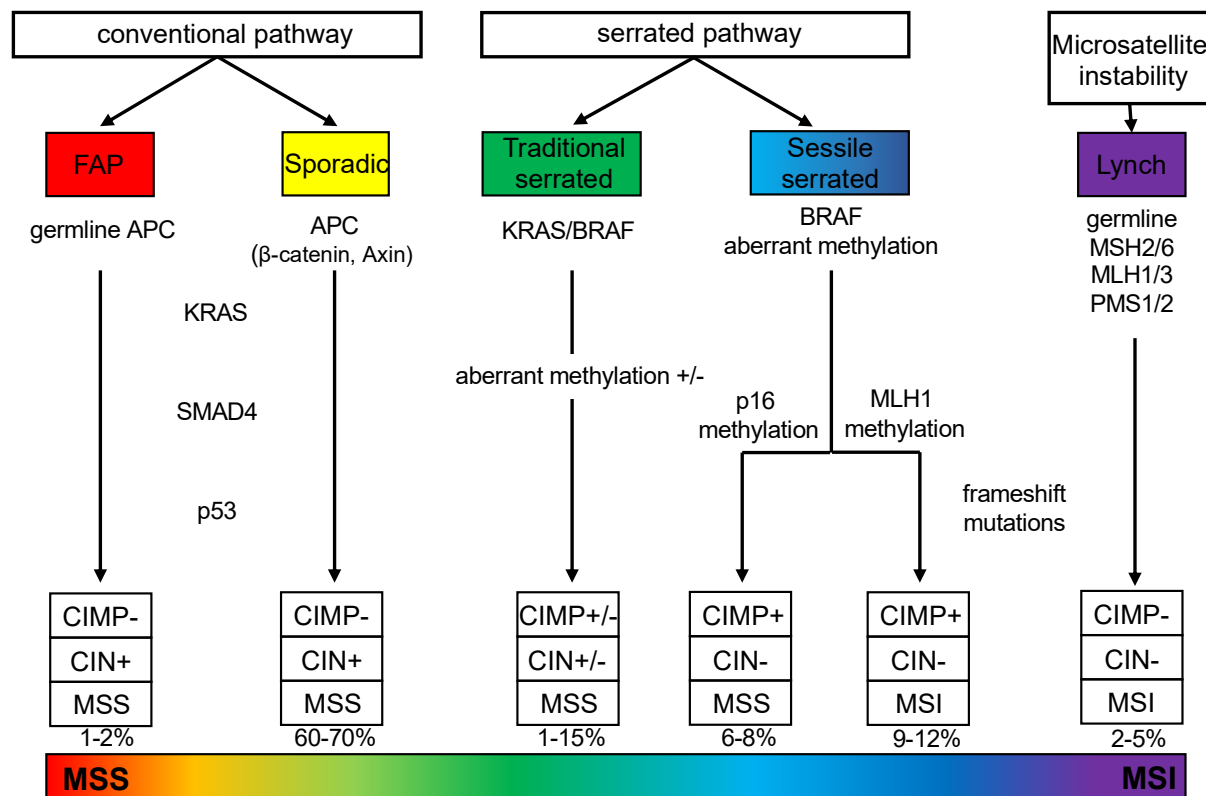 conventional pathway
serrated pathway
Microsatellite
instability
FAP
Sporadic
Traditional
serrated
Sessile
serrated
Lynch
germline APC
APC
(β-catenin, Axin)
KRAS/BRAF
BRAF
aberrant methylation
germline
MSH2/6
MLH1/3
PMS1/2
KRAS
aberrant methylation +/-
SMAD4
p16
methylation
MLH1
methylation
p53
frameshift
mutations
CIMP-
CIN+
MSS
1-2%
CIMP-
CIN+
MSS
60-70%
CIMP+/-
CIN+/-
MSS
1-15%
CIMP+
CIN-
MSS
6-8%
CIMP+
CIN-
MSI
9-12%
CIMP-
CIN-
MSI
2-5%
MSS
MSI